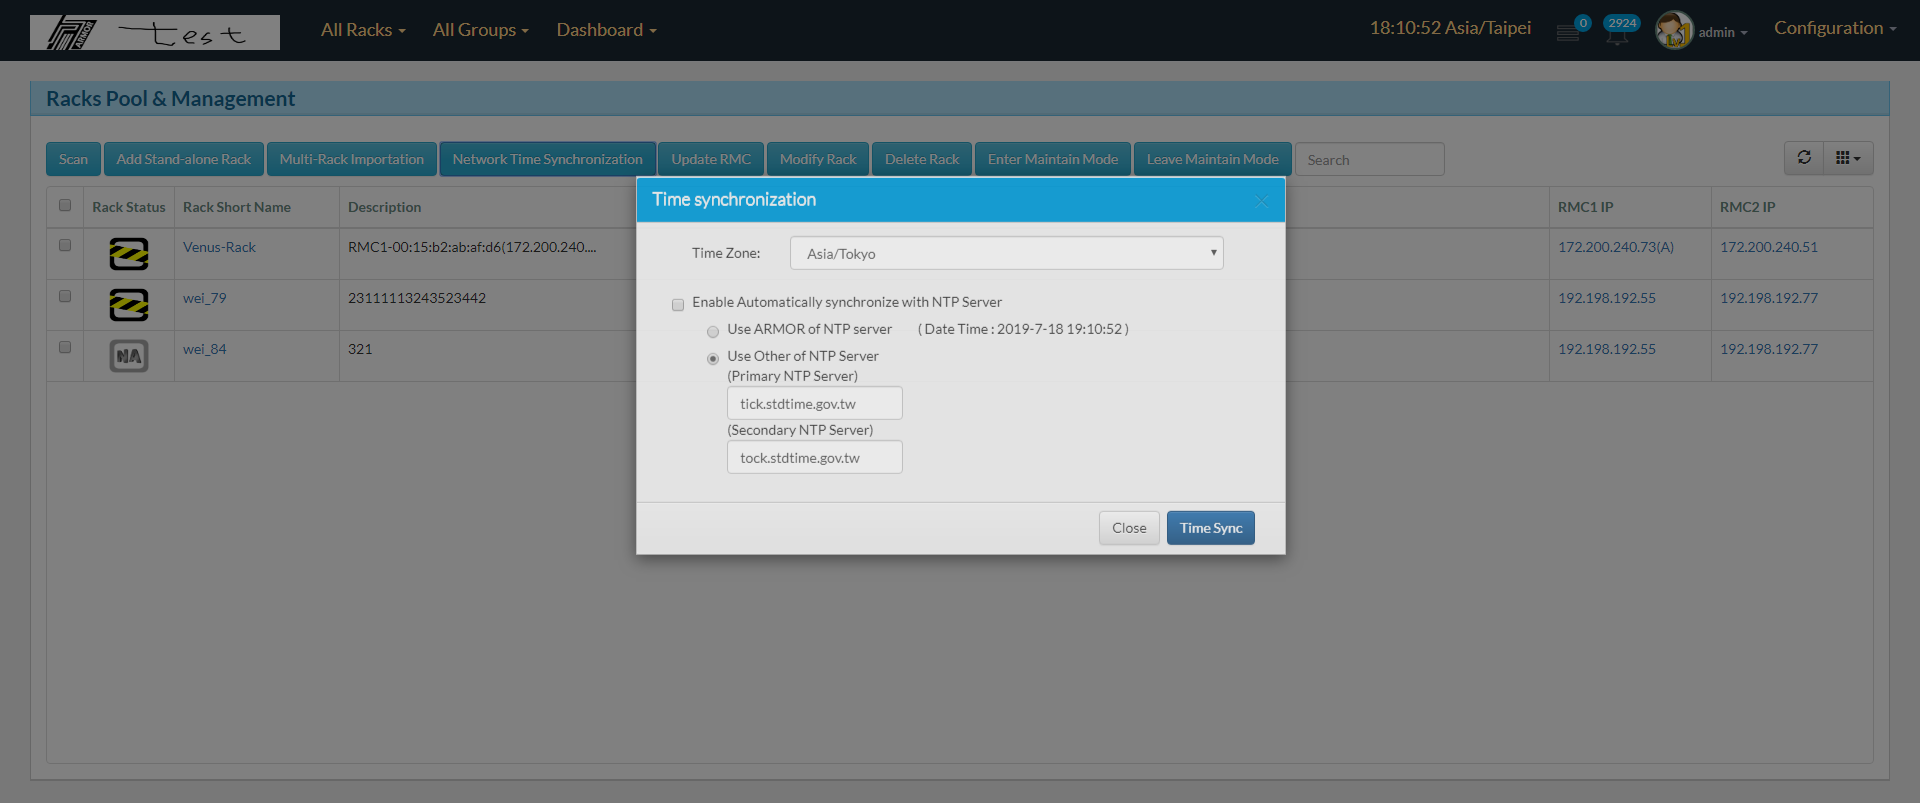 ARMOR test All Racks All Groups Dashboard 18:10:52 Asia/Taipei 0 2924 admin Configuration
Racks Pool & Management
Scan Add Stand-alone Rack Multi-Rack Importation Network Time Synchronization Update RMC Modify Rack Delete Rack Enter Maintain Mode Leave Maintain Mode Search
Rack Status Rack Short Name Description RMC1 IP RMC2 IP
Venus-Rack RMC1-00:15:b2:ab:af:d6(172.200.240.... 172.200.240.73(A) 172.200.240.51
wei_79 23111113243523442 192.198.192.55 192.198.192.77
NA wei_84 321 192.198.192.55 192.198.192.77
Time synchronization
Time Zone: Asia/Tokyo
Enable Automatically synchronize with NTP Server
Use ARMOR of NTP server ( Date Time : 2019-7-18 19:10:52 )
Use Other of NTP Server
(Primary NTP Server)
tick.stdtime.gov.tw
(Secondary NTP Server)
tock.stdtime.gov.tw
Close Time Sync